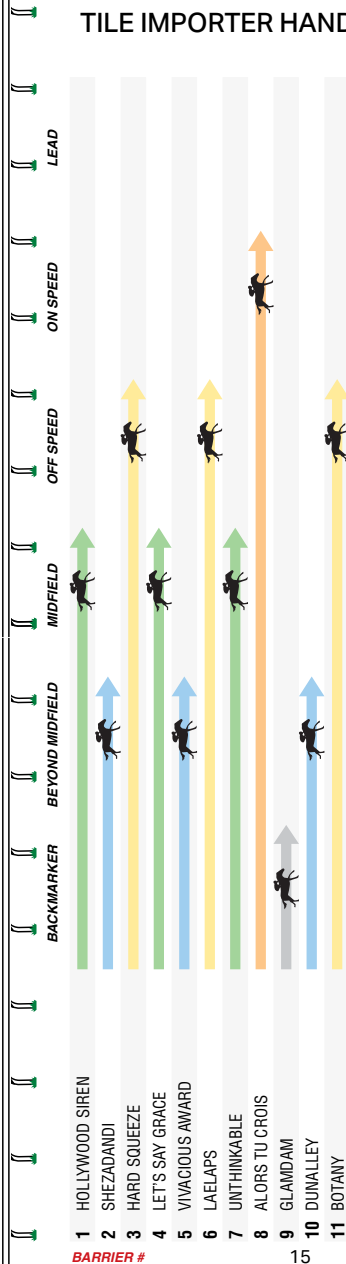 TILE IMPORTER HAND
LEAD
ON SPEED
OFF SPEED
MIDFIELD
BEYOND MIDFIELD
BACKMARKER
1 HOLLYWOOD SIREN
2 SHEZADANDI
3 HARD SQUEEZE
4 LET'S SAY GRACE
5 VIVACIOUS AWARD
6 LAELAPS
7 UNTHINKABLE
8 ALORS TU CROIS
9 GLAMDAM
10 DUNALLEY
11 BOTANY
BARRIER #
15